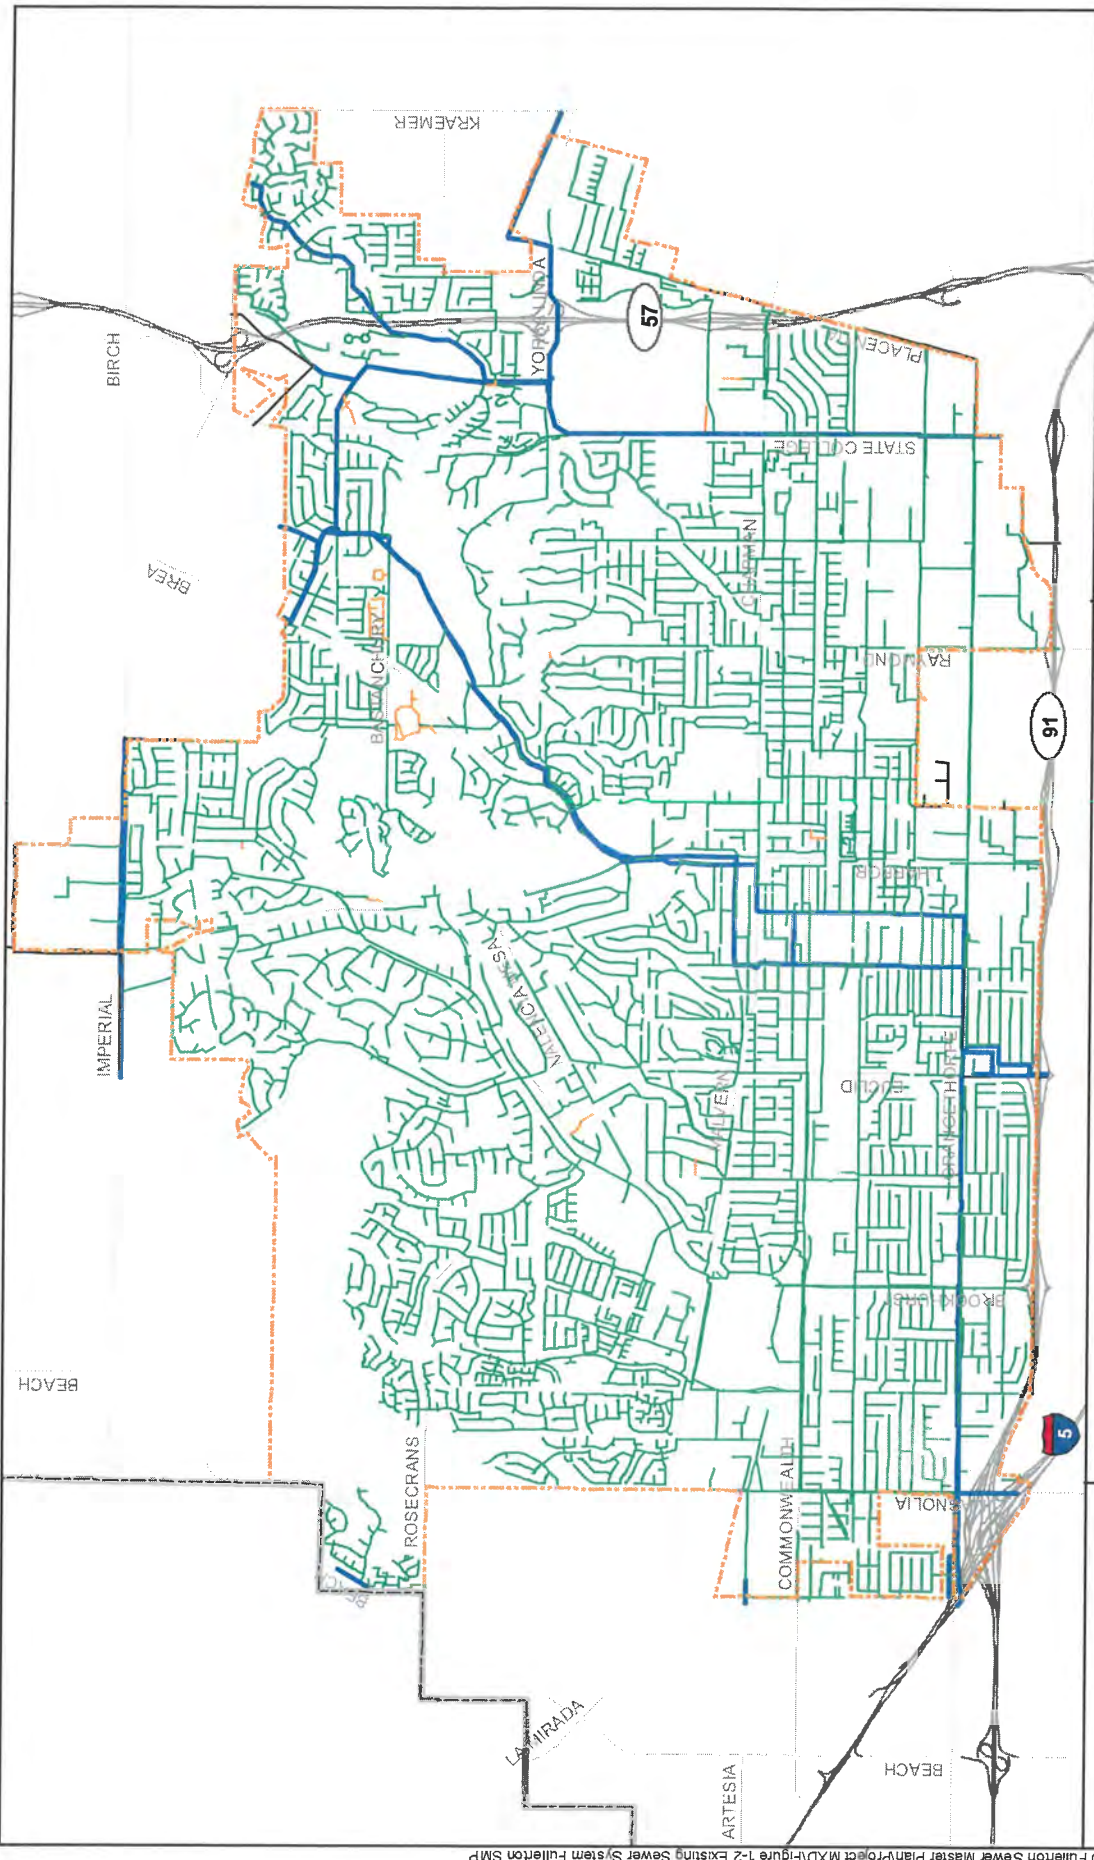 KRAEMER
BIRCH
YORBA LINDA
57
PLACENTIA
STATE COLLEGE
BREA
CHAPMAN
BASTANCHURY
RAYMOND
91
HARBOR
IMPERIAL
VALENCIA MESA
MALVERN
EUCLID
ORANGETHORPE
BROOKHURST
BEACH
ROSECRANS
5
COMMONWEALTH
GNOLIA
LA MIRADA
ARTESIA
BEACH
Fullerton Sewer Master Plan\Project MXD\Figure 1-2 Existing Sewer System Fullerton SMP